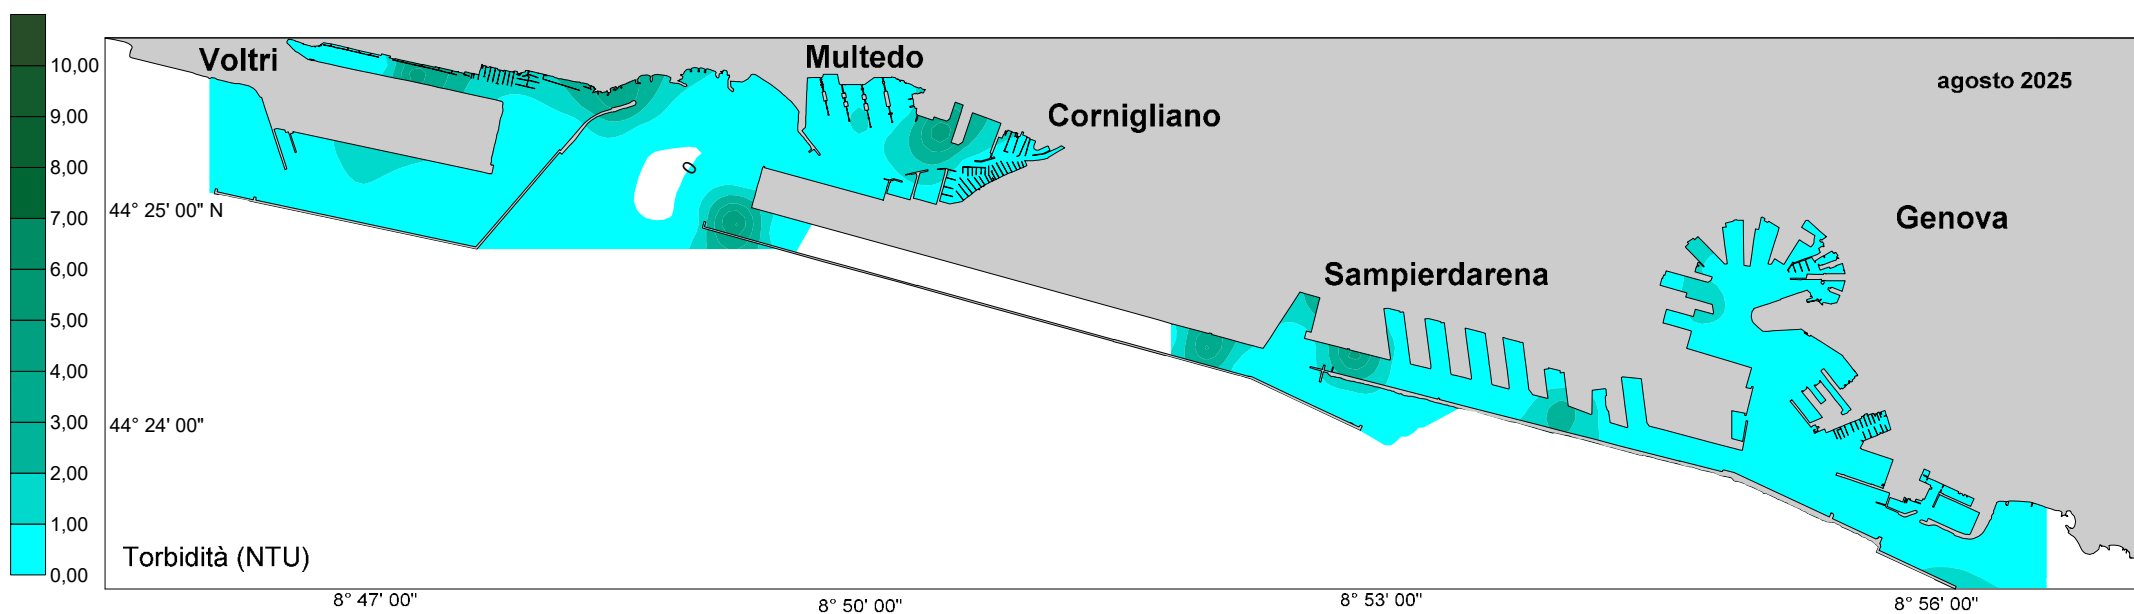 Voltri
Multedo
Cornigliano
agosto 2025
Genova
Sampierdarena
0
10,00
9,00
8,00
7,00
6,00
5,00
4,00
3,00
2,00
1,00
0,00
44° 25' 00" N
44° 24' 00"
Torbidità (NTU)
8° 47' 00"
8° 50' 00"
8° 53' 00"
8° 56' 00"